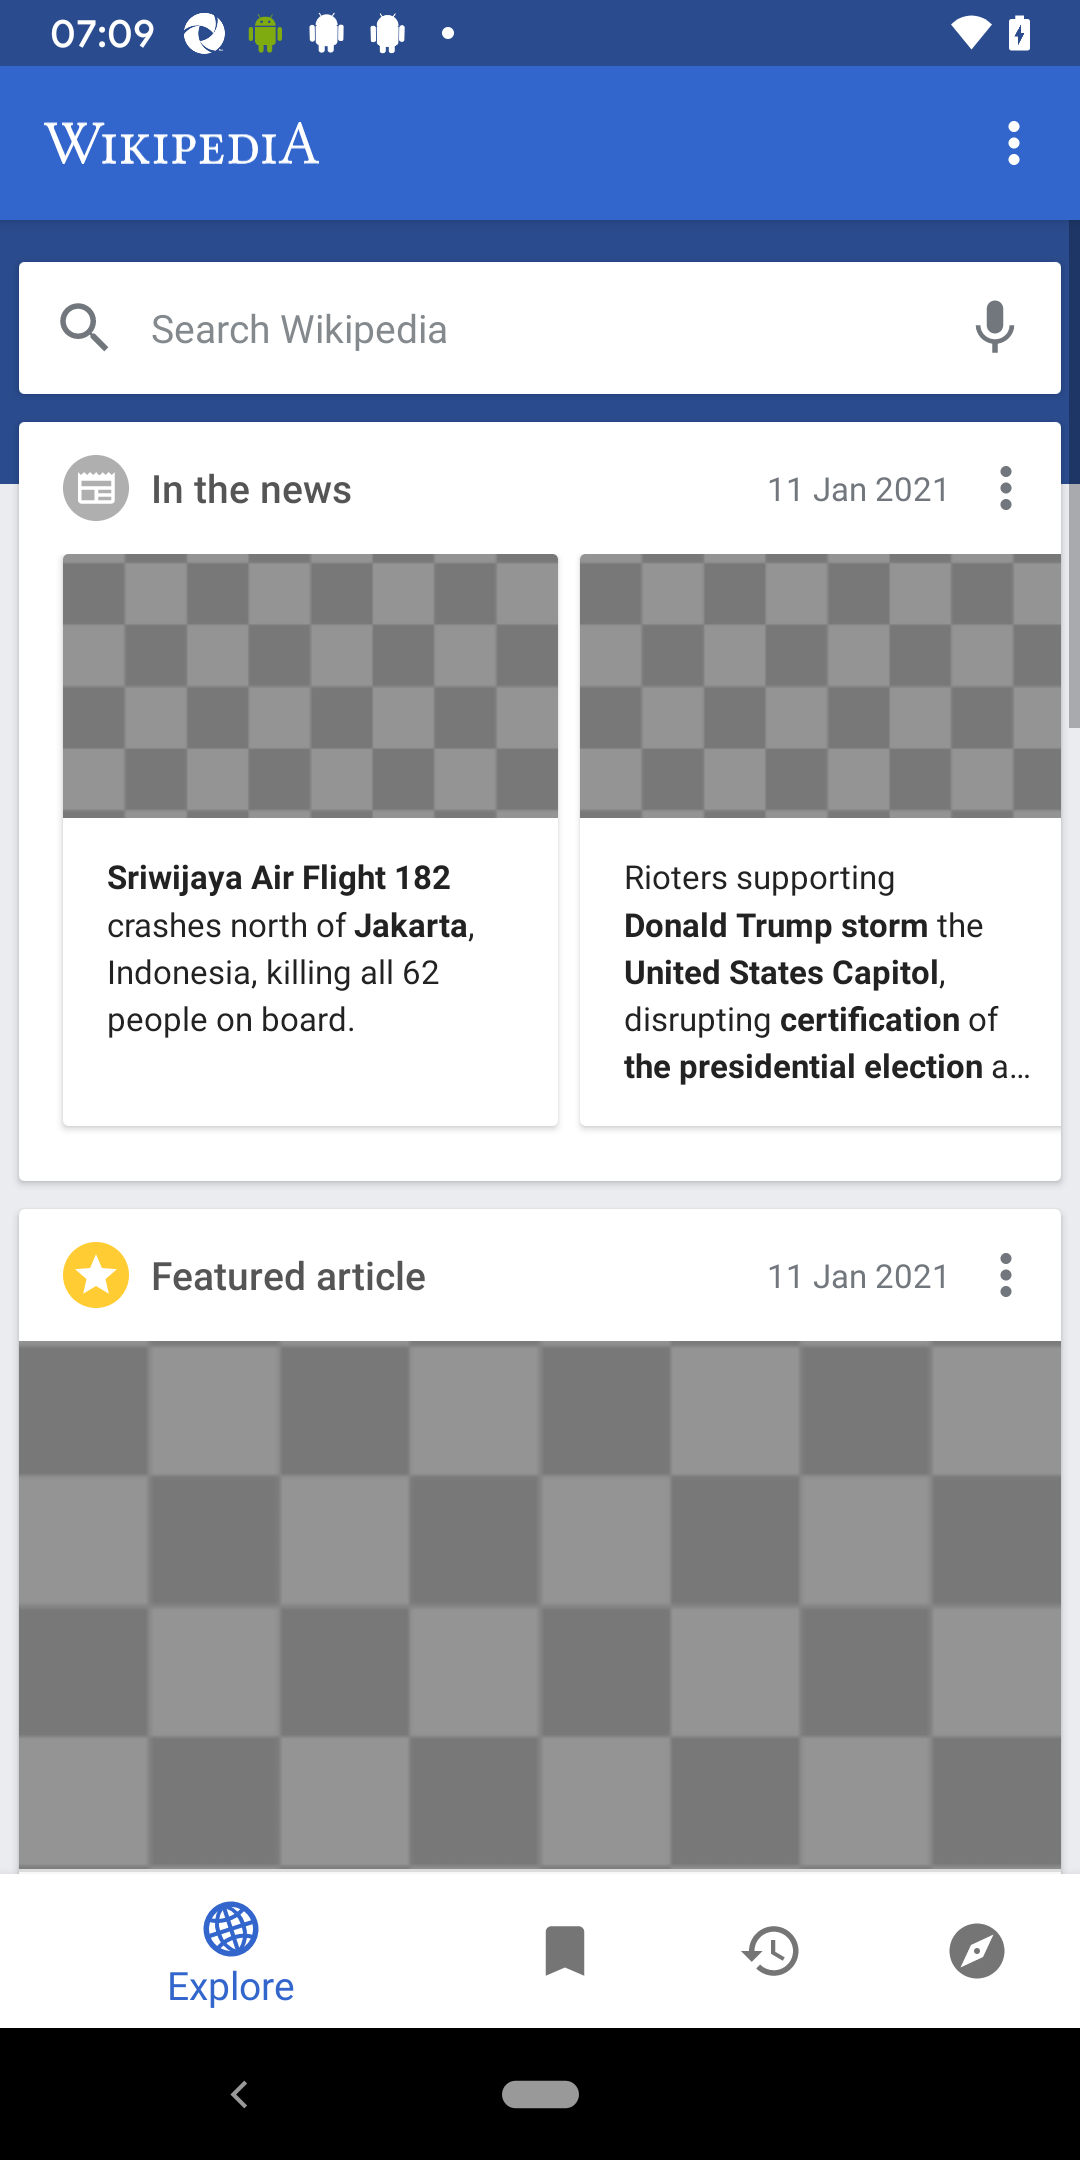 07:09
WIKIPEDIA
Search Wikipedia
In the news
11 Jan 2021
Sriwijaya Air Flight 182
crashes north of Jakarta,
Indonesia, killing all 62
people on board.
Rioters supporting
Donald Trump storm the
United States Capitol,
disrupting certification of
the presidential election a…
Featured article
11 Jan 2021
Explore